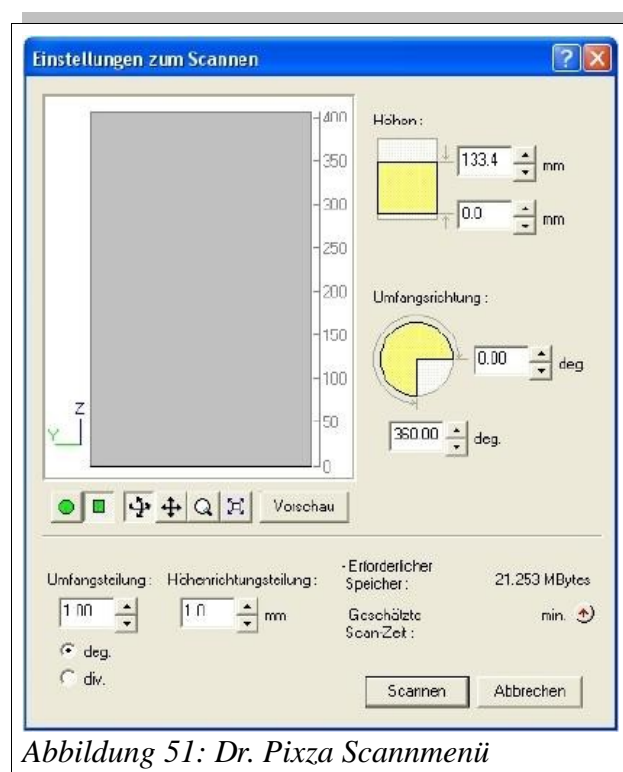 Einstellungen zum Scannen
400
350
300
250
200
150
100
50
0
Z
Y
Höhen:
133.4 mm
0.0 mm
Umfangsrichtung:
0.00 deg.
360.00 deg.
Vorschau
Umfangsteilung: Höhenrichtungsteilung:
1.00 1.0 mm
deg.
div.
- Erforderlicher
Speicher: 21.253 MBytes
Geschätzte
Scan-Zeit: min.
Scannen Abbrechen
Abbildung 51: Dr. Pixza Scannmenü